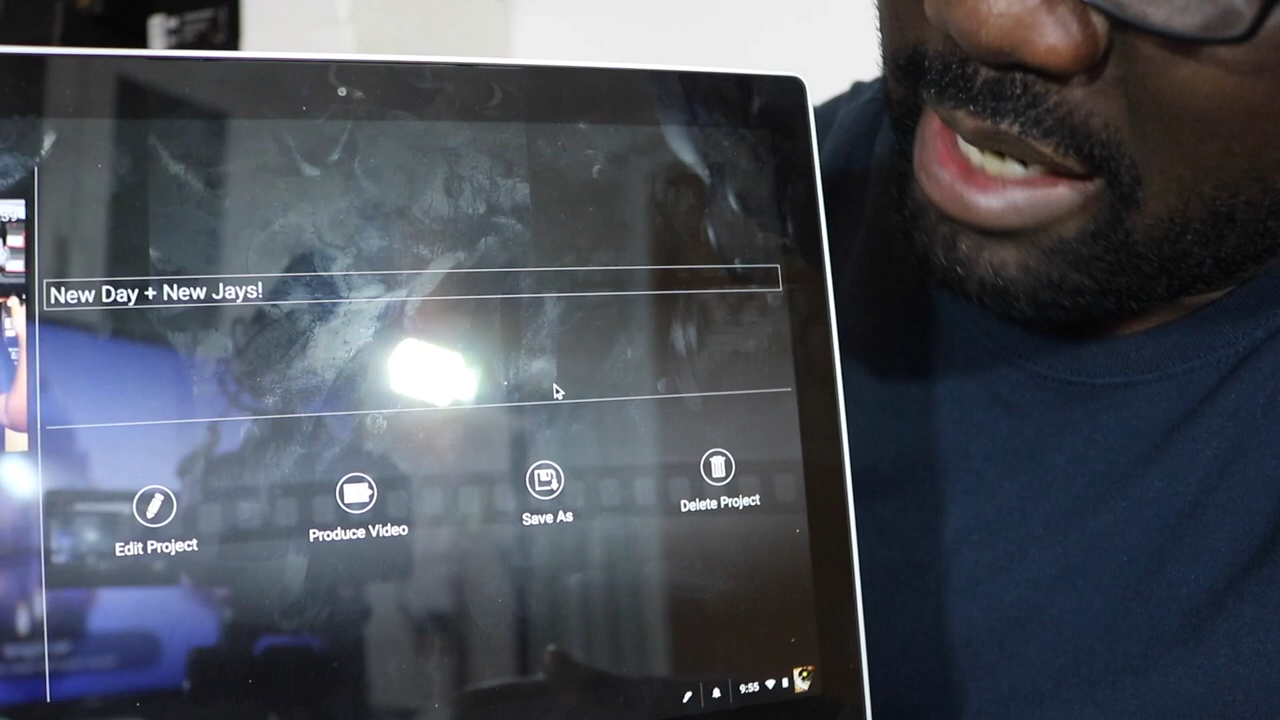 New Day + New Jays!
Edit Project
Produce Video
Save As
Delete Project
9:55